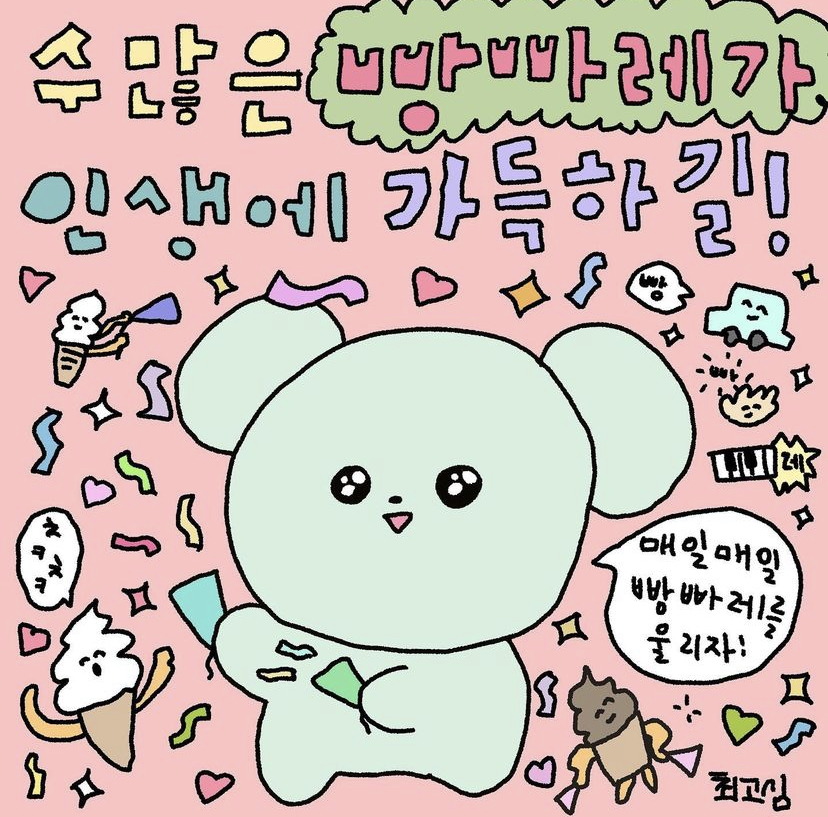 수많은 빵빠레가
인생에 가득하길!
빵
빠
레
ㅊㅋㅊㅋ
매일매일
빵빠레를
울리자!
최고심